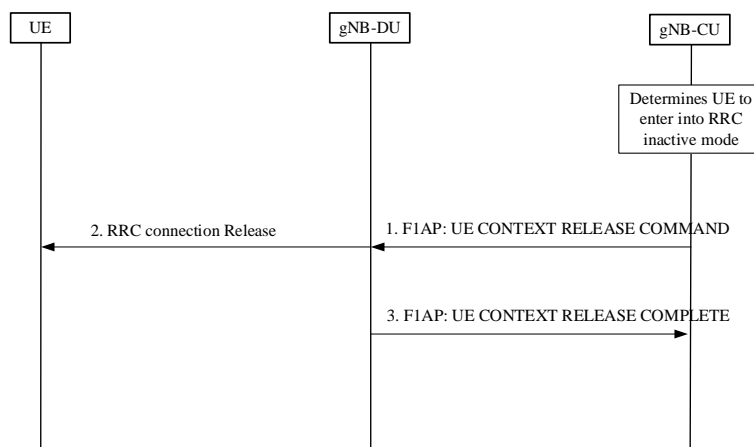 UE
gNB-DU
gNB-CU
Determines UE to
enter into RRC
inactive mode
2. RRC connection Release
1. F1AP: UE CONTEXT RELEASE COMMAND
3. F1AP: UE CONTEXT RELEASE COMPLETE